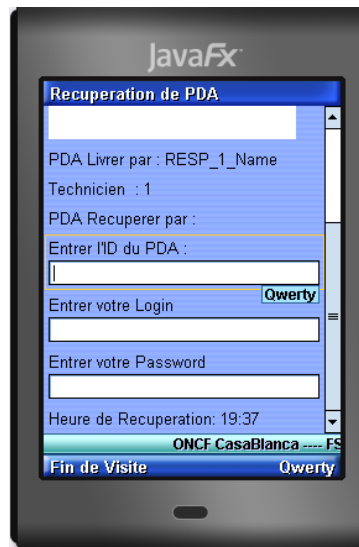 JavaFx
Recuperation de PDA
PDA Livrer par : RESP_1_Name
Technicien : 1
PDA Recuperer par :
Entrer l'ID du PDA :
Qwerty
Entrer votre Login
Entrer votre Password
Heure de Recuperation: 19:37
ONCF CasaBlanca ---- FS
Fin de Visite Qwerty